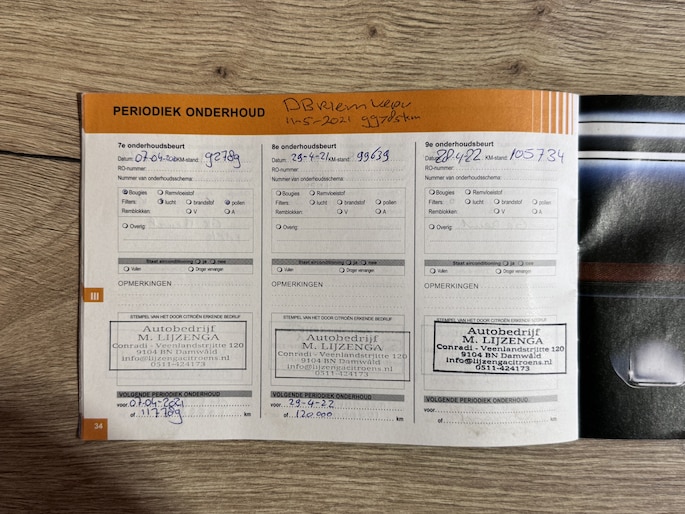 PERIODIEK ONDERHOUD
11-5-2021
7e onderhoudsbeurt
Datum: 07-04-2020 KM-stand: 92789
RO-nummer:
Nummer van onderhoudsschema:
Bougies Remvloeistof
Filters: lucht brandstof pollen
Remblokken: V A
Overig:
Staat airconditioning ja nee
Vullen Droger vervangen
OPMERKINGEN
STEMPEL VAN HET DOOR CITROËN ERKENDE BEDRIJF
Autobedrijf
M. LIJZENGA
Conradi - Veenlandstrjitte 120
9104 BN Damwâld
info@lijzengacitroens.nl
0511-424173
VOLGENDE PERIODIEK ONDERHOUD
voor 07-04-2021
of 117789 km
8e onderhoudsbeurt
Datum: 29-4-21 KM-stand: 99639
RO-nummer:
Nummer van onderhoudsschema:
Bougies Remvloeistof
Filters: lucht brandstof pollen
Remblokken: V A
Overig:
Staat airconditioning ja nee
Vullen Droger vervangen
OPMERKINGEN
STEMPEL VAN HET DOOR CITROËN ERKENDE BEDRIJF
Autobedrijf
M. LIJZENGA
Conradi - Veenlandstrjitte 120
9104 BN Damwâld
info@lijzengacitroens.nl
0511-424173
VOLGENDE PERIODIEK ONDERHOUD
voor 29-4-22
of 120.000 km
9e onderhoudsbeurt
Datum: 28-4-22 KM-stand: 105734
RO-nummer:
Nummer van onderhoudsschema:
Bougies Remvloeistof
Filters: lucht brandstof pollen
Remblokken: V A
Overig:
Staat airconditioning ja nee
Vullen Droger vervangen
OPMERKINGEN
STEMPEL VAN HET DOOR CITROËN ERKENDE BEDRIJF
Autobedrijf
M. LIJZENGA
Conradi - Veenlandstrjitte 120
9104 BN Damwâld
info@lijzengacitroens.nl
0511-424173
VOLGENDE PERIODIEK ONDERHOUD
voor
of km
III
34